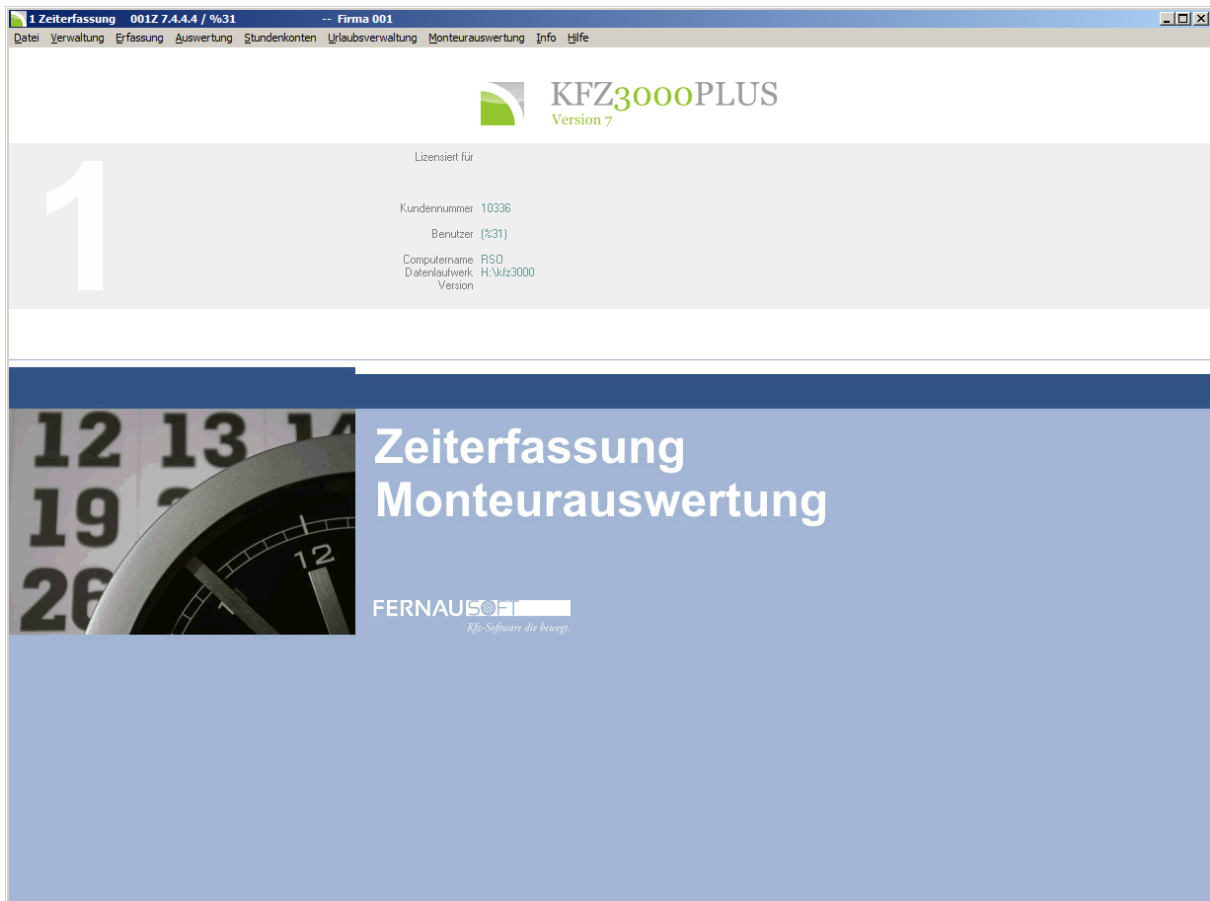 1 Zeiterfassung 001Z 7.4.4.4 / %31 -- Firma 001
Datei Verwaltung Erfassung Auswertung Stundenkonten Urlaubsverwaltung Monteurauswertung Info Hilfe
KFZ3000PLUS
Version 7
1
Lizensiert für
Kundennummer 10336
Benutzer (%31)
Computername RSO
Datenlaufwerk H:\kfz3000
Version
12 13 14
19
26
12
Zeiterfassung
Monteurauswertung
FERNAUSOFT
Kfz-Software die bewegt.